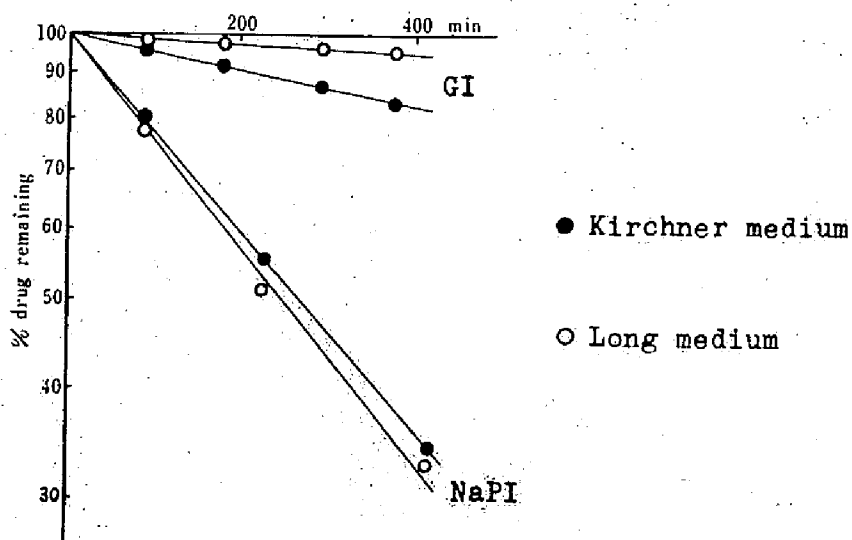 200 400 min
100
90
80
70
60
50
40
30
% drug remaining
GI
● Kirchner medium
○ Long medium
NaPI